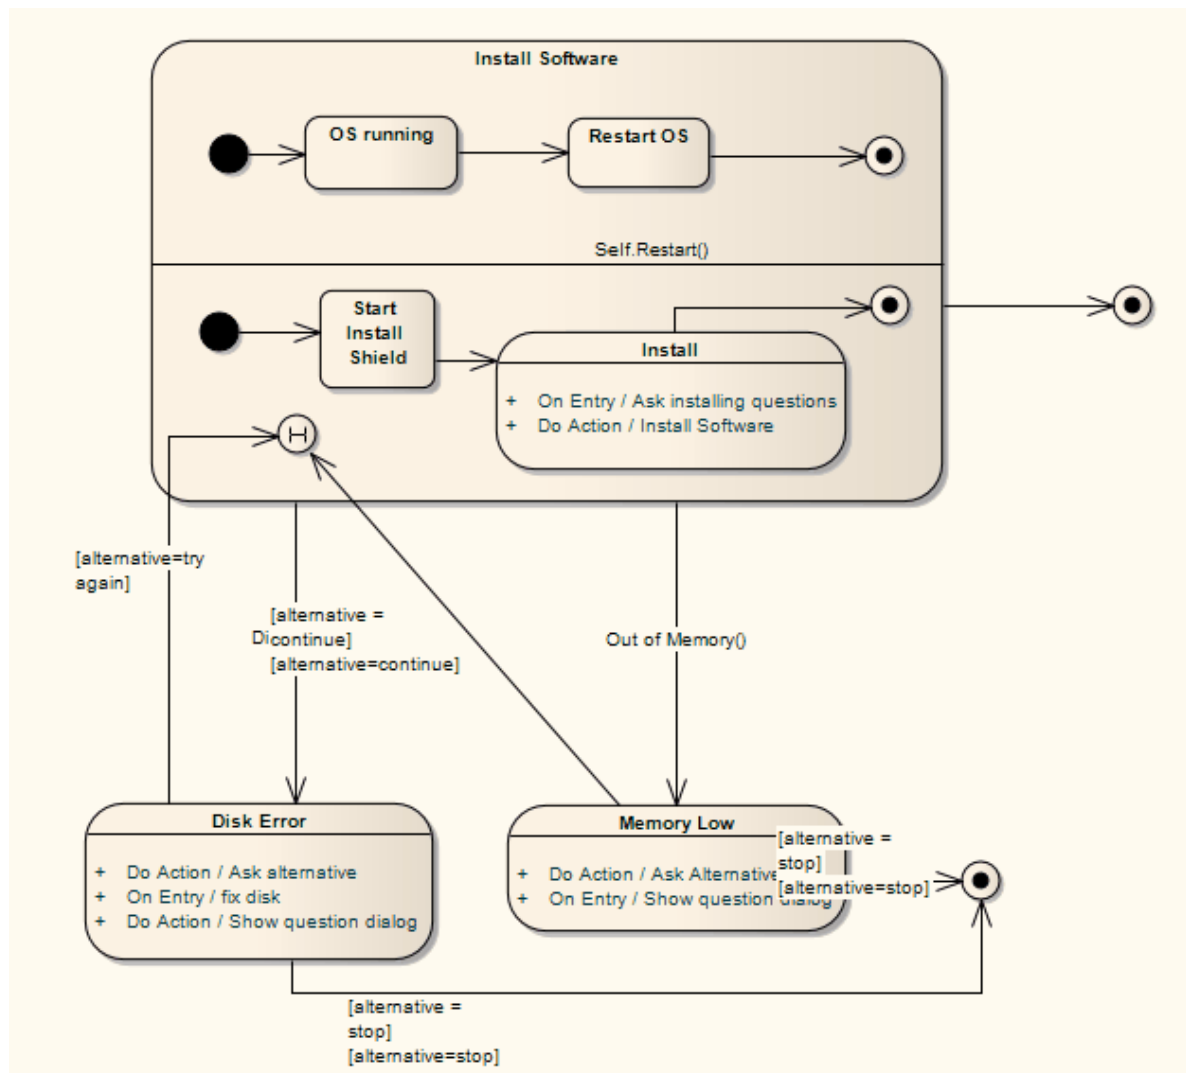 Install Software
OS running
Restart OS
Self.Restart()
Start
Install
Shield
Install
+ On Entry / Ask installing questions
+ Do Action / Install Software
H
[alternative=try
again]
[alternative =
Dicontinue]
[alternative=continue]
Out of Memory()
Disk Error
+ Do Action / Ask alternative
+ On Entry / fix disk
+ Do Action / Show question dialog
Memory Low
+ Do Action / Ask Alternative
+ On Entry / Show question dialog
[alternative =
stop]
[alternative=stop]
[alternative =
stop]
[alternative=stop]